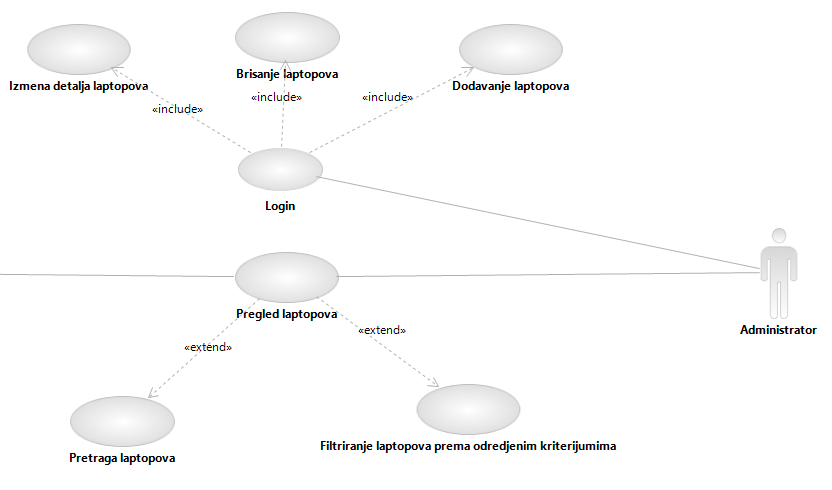 Izmena detalja laptopova
Brisanje laptopova
Dodavanje laptopova
«include»
«include»
«include»
Login
Pregled laptopova
Administrator
«extend»
«extend»
Pretraga laptopova
Filtriranje laptopova prema odredjenim kriterijumima